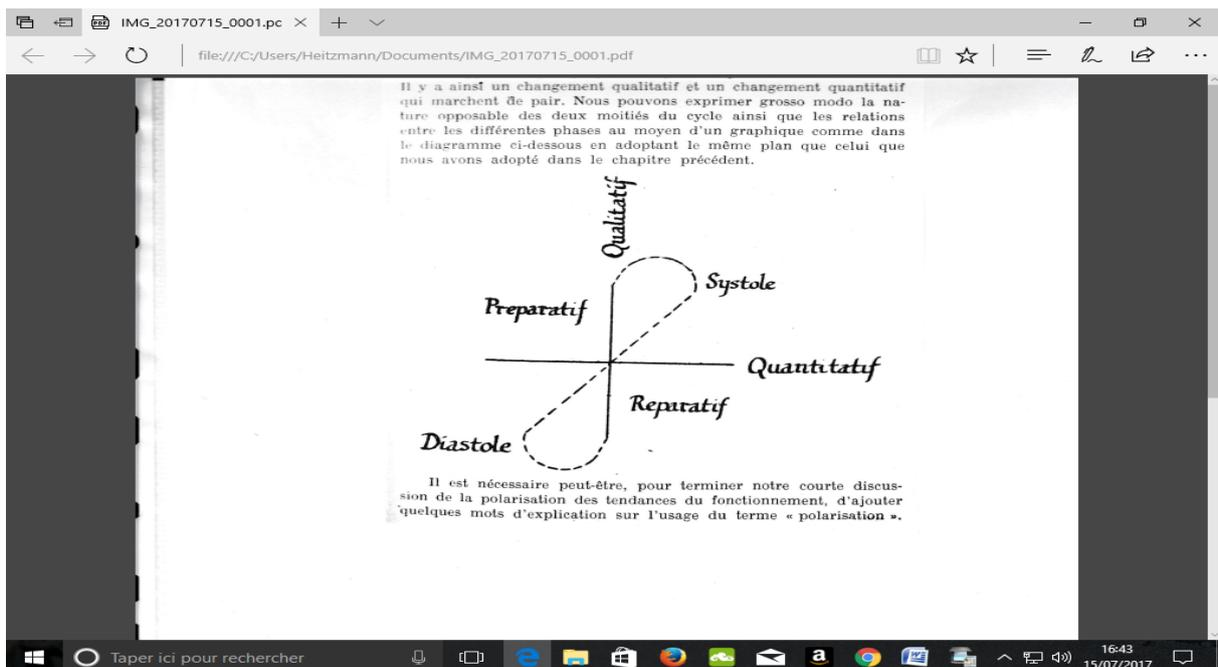 IMG_20170715_0001.pc
file:///C:/Users/Heitzmann/Documents/IMG_20170715_0001.pdf
Il y a ainsi un changement qualitatif et un changement quantitatif
qui marchent de pair. Nous pouvons exprimer grosso modo la na-
ture opposable des deux moitiés du cycle ainsi que les relations
entre les différentes phases au moyen d'un graphique comme dans
le diagramme ci-dessous en adoptant le même plan que celui que
nous avons adopté dans le chapitre précédent.
Qualitatif
Systole
Preparatif
Quantitatif
Reparatif
Diastole
Il est nécessaire peut-être, pour terminer notre courte discus-
sion de la polarisation des tendances du fonctionnement, d'ajouter
quelques mots d'explication sur l'usage du terme « polarisation ».
Taper ici pour rechercher
16:43
15/07/2017